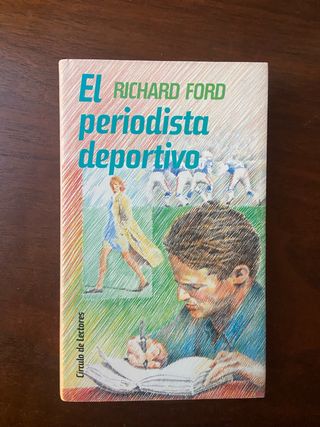 El RICHARD FORD
periodista
deportivo
Círculo de Lectores